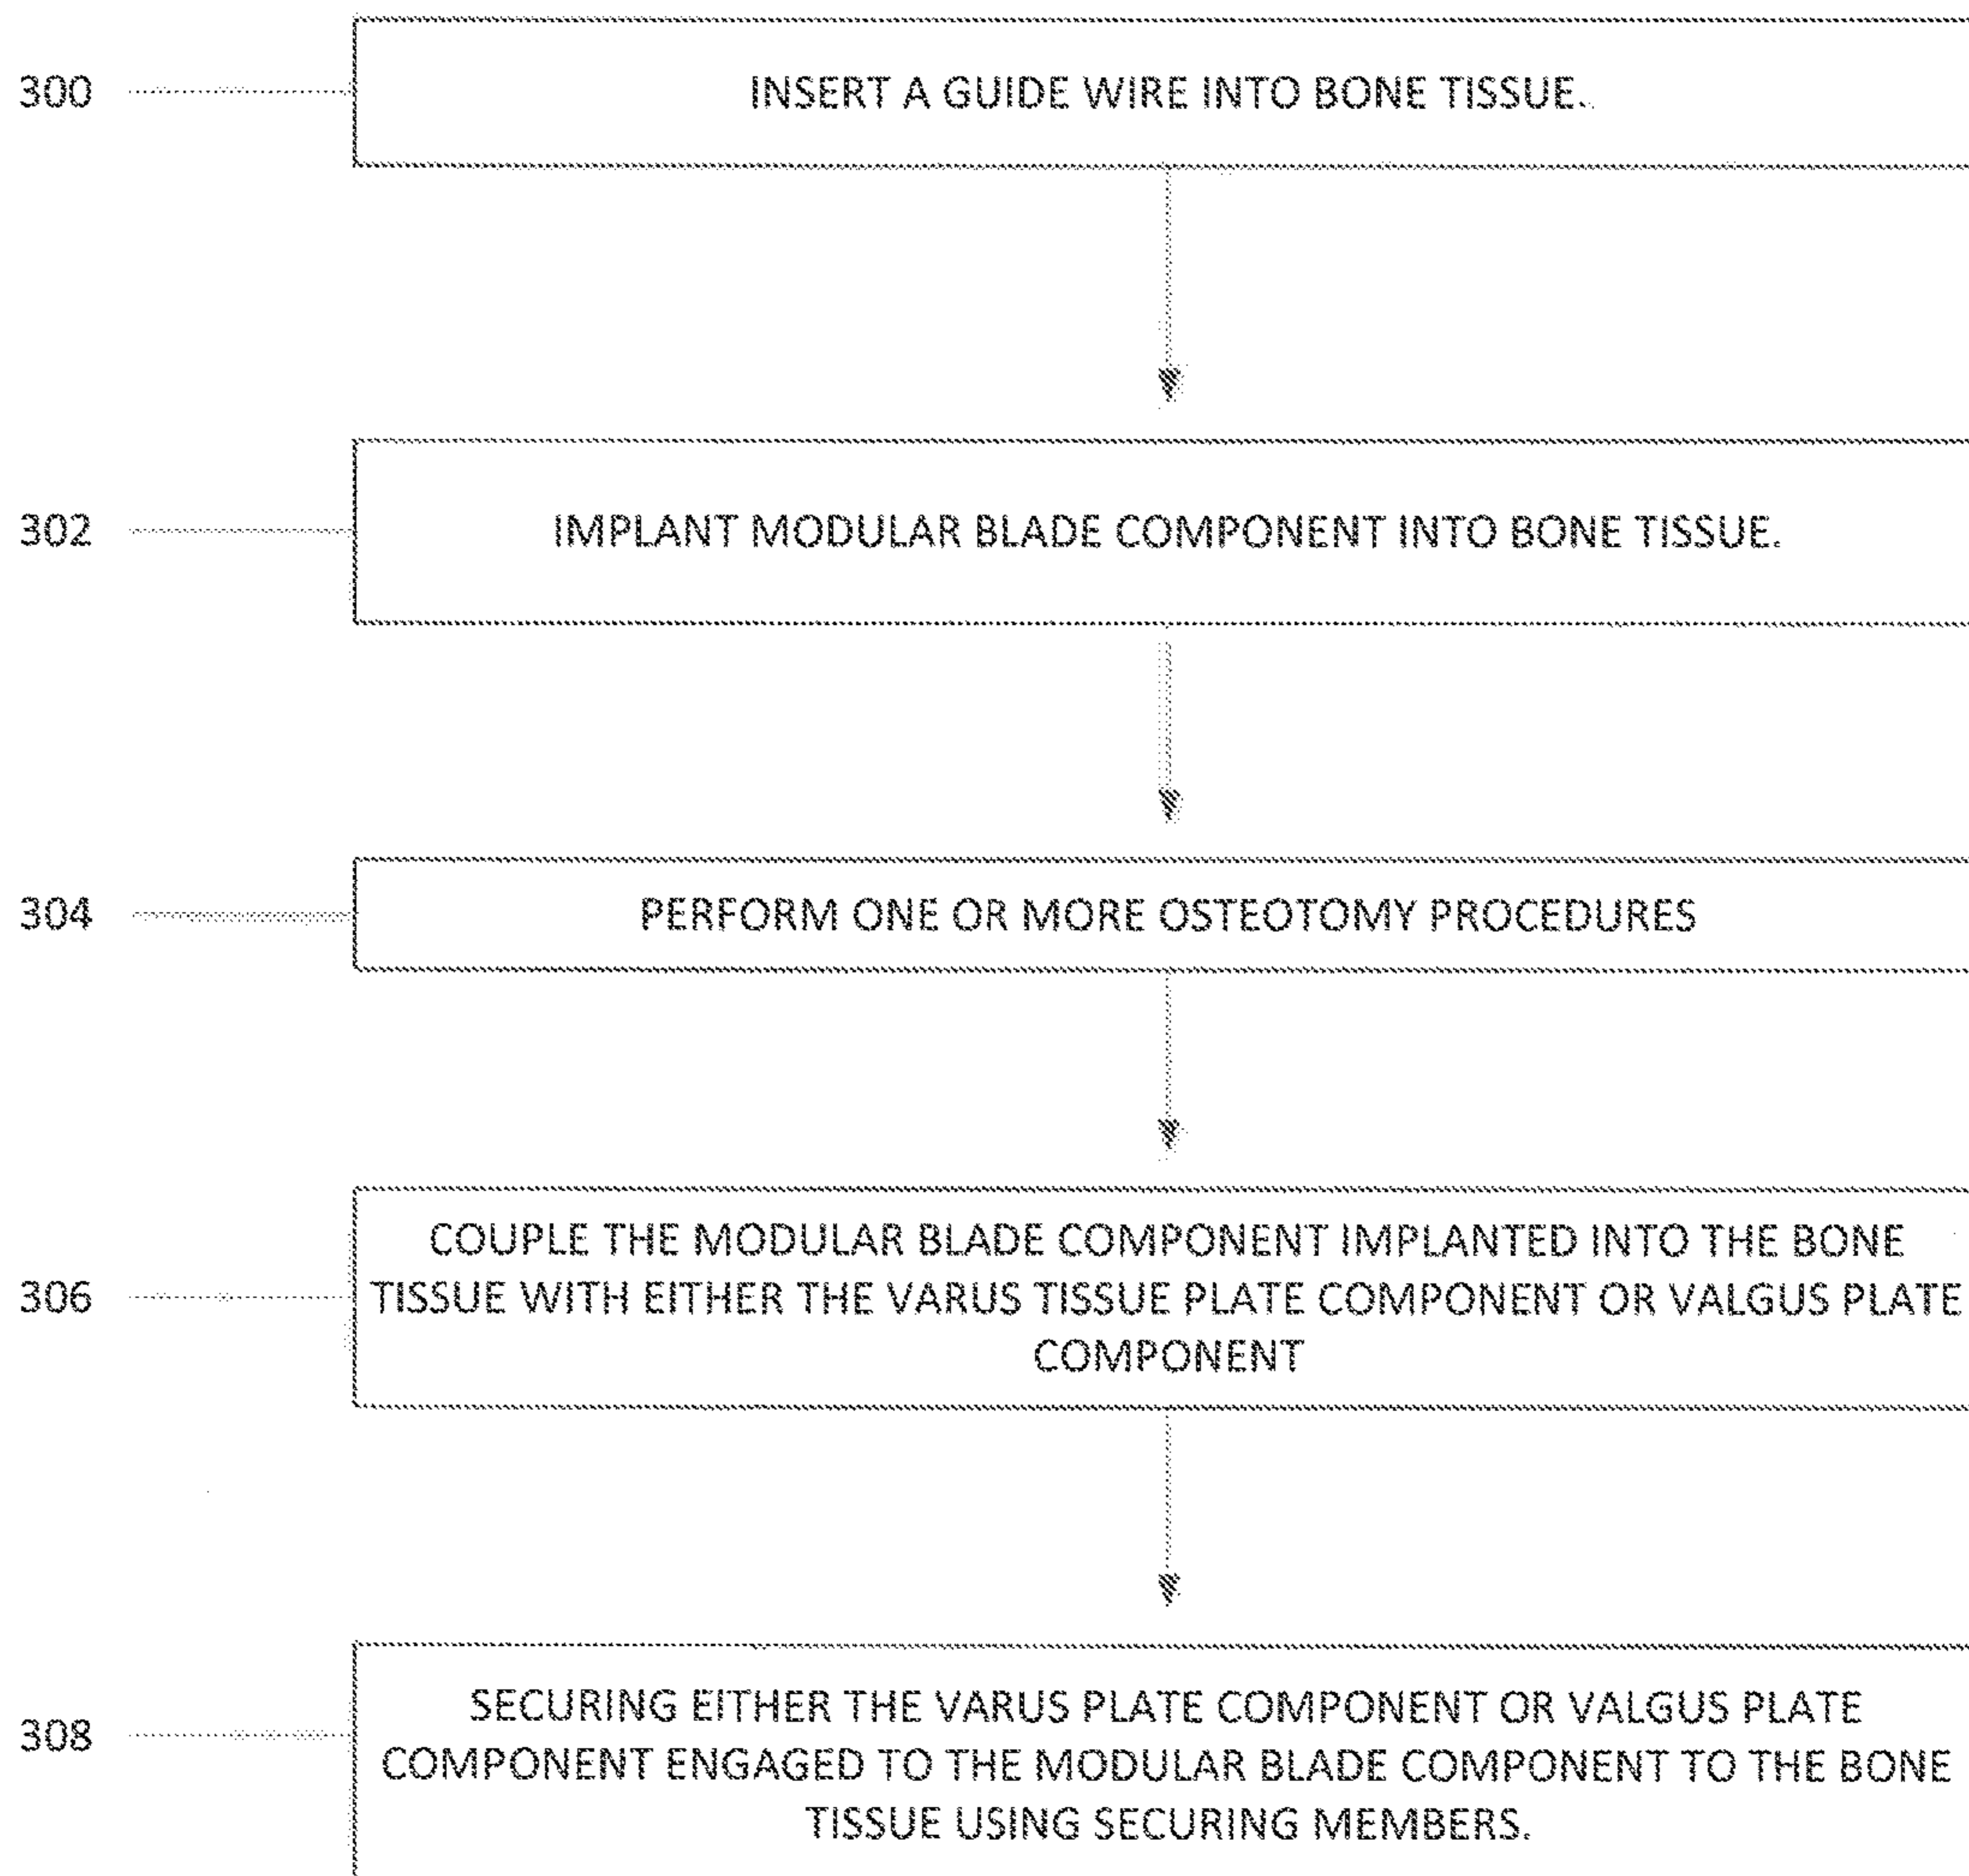 300 INSERT A GUIDE WIRE INTO BONE TISSUE.
302 IMPLANT MODULAR BLADE COMPONENT INTO BONE TISSUE.
304 PERFORM ONE OR MORE OSTEOTOMY PROCEDURES
COUPLE THE MODULAR BLADE COMPONENT IMPLANTED INTO THE BONE
306 TISSUE WITH EITHER THE VARUS TISSUE PLATE COMPONENT OR VALGUS PLATE
COMPONENT
SECURING EITHER THE VARUS PLATE COMPONENT OR VALGUS PLATE
308 COMPONENT ENGAGED TO THE MODULAR BLADE COMPONENT TO THE BONE
TISSUE USING SECURING MEMBERS.